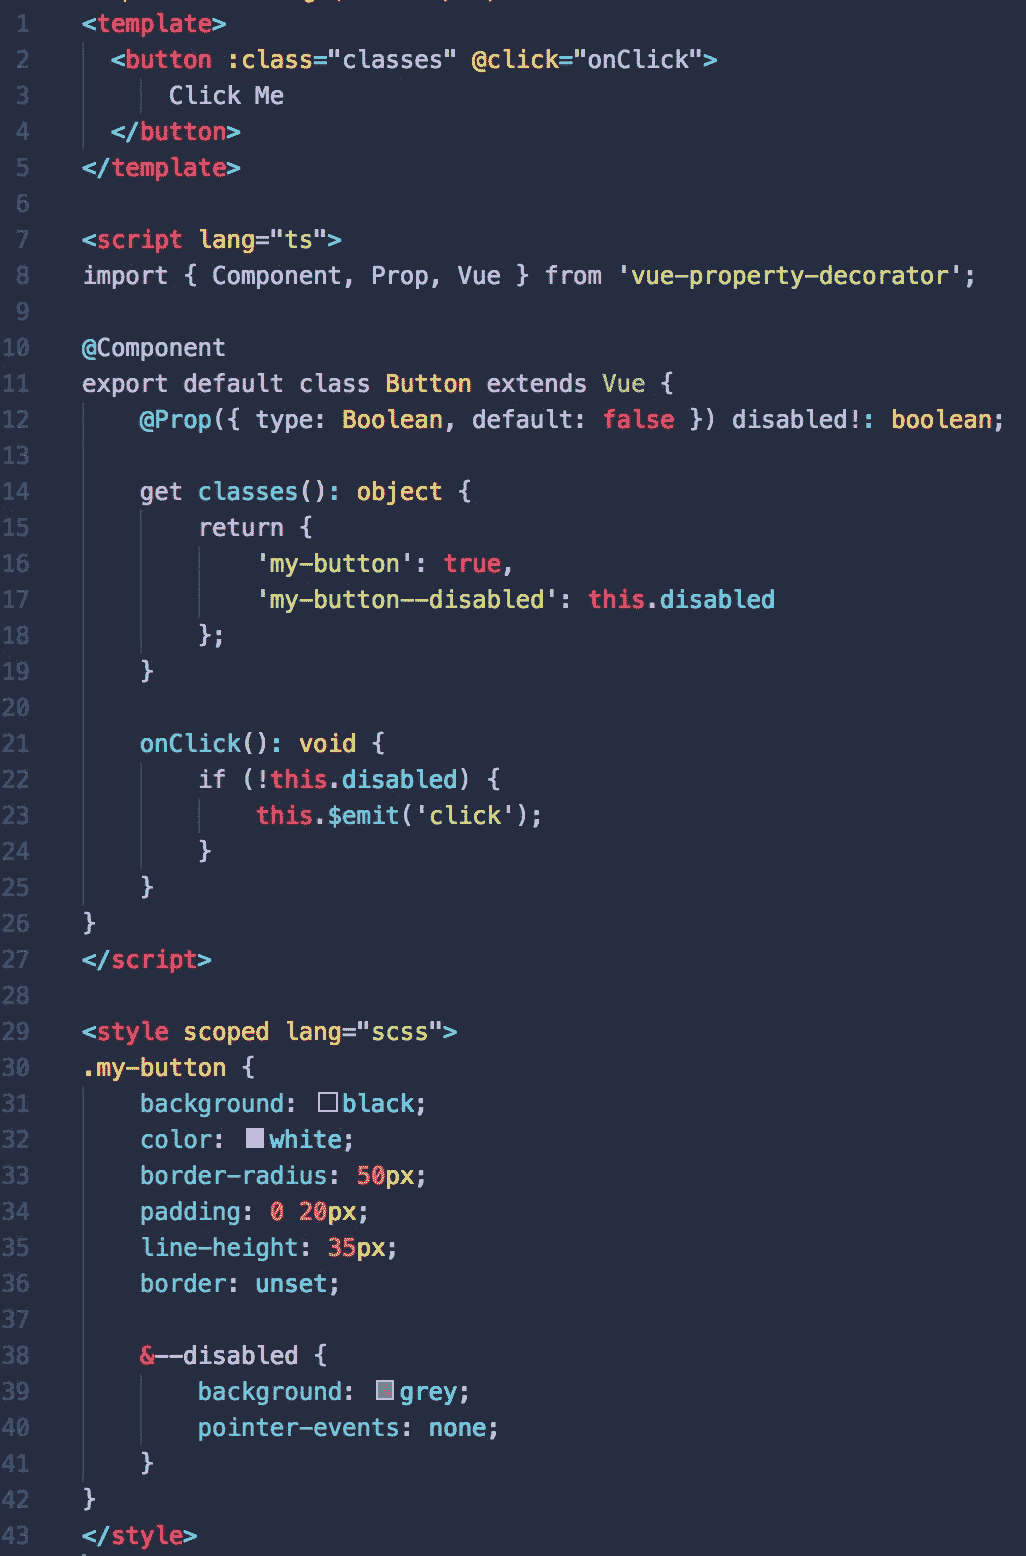 1 <template>
2 <button :class="classes" @click="onClick">
3 Click Me
4 </button>
5 </template>
6
7 <script lang="ts">
8 import { Component, Prop, Vue } from 'vue-property-decorator';
9
10 @Component
11 export default class Button extends Vue {
12 @Prop({ type: Boolean, default: false }) disabled!: boolean;
13
14 get classes(): object {
15 return {
16 'my-button': true,
17 'my-button--disabled': this.disabled
18 };
19 }
20
21 onClick(): void {
22 if (!this.disabled) {
23 this.$emit('click');
24 }
25 }
26 }
27 </script>
28
29 <style scoped lang="scss">
30 .my-button {
31 background: black;
32 color: white;
33 border-radius: 50px;
34 padding: 0 20px;
35 line-height: 35px;
36 border: unset;
37
38 &--disabled {
39 background: grey;
40 pointer-events: none;
41 }
42 }
43 </style>